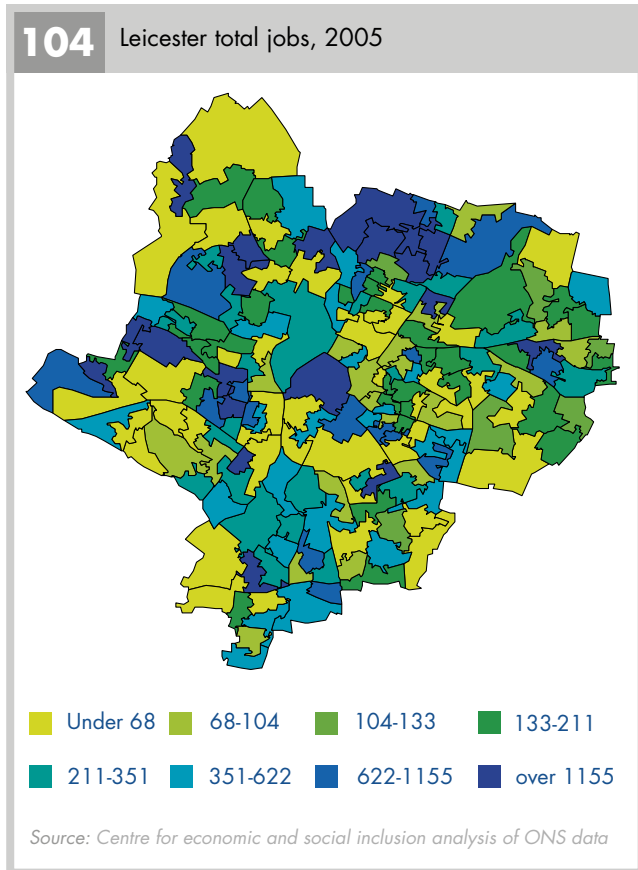 104 Leicester total jobs, 2005
Under 68 68-104 104-133 133-211
211-351 351-622 622-1155 over 1155
Source: Centre for economic and social inclusion analysis of ONS data